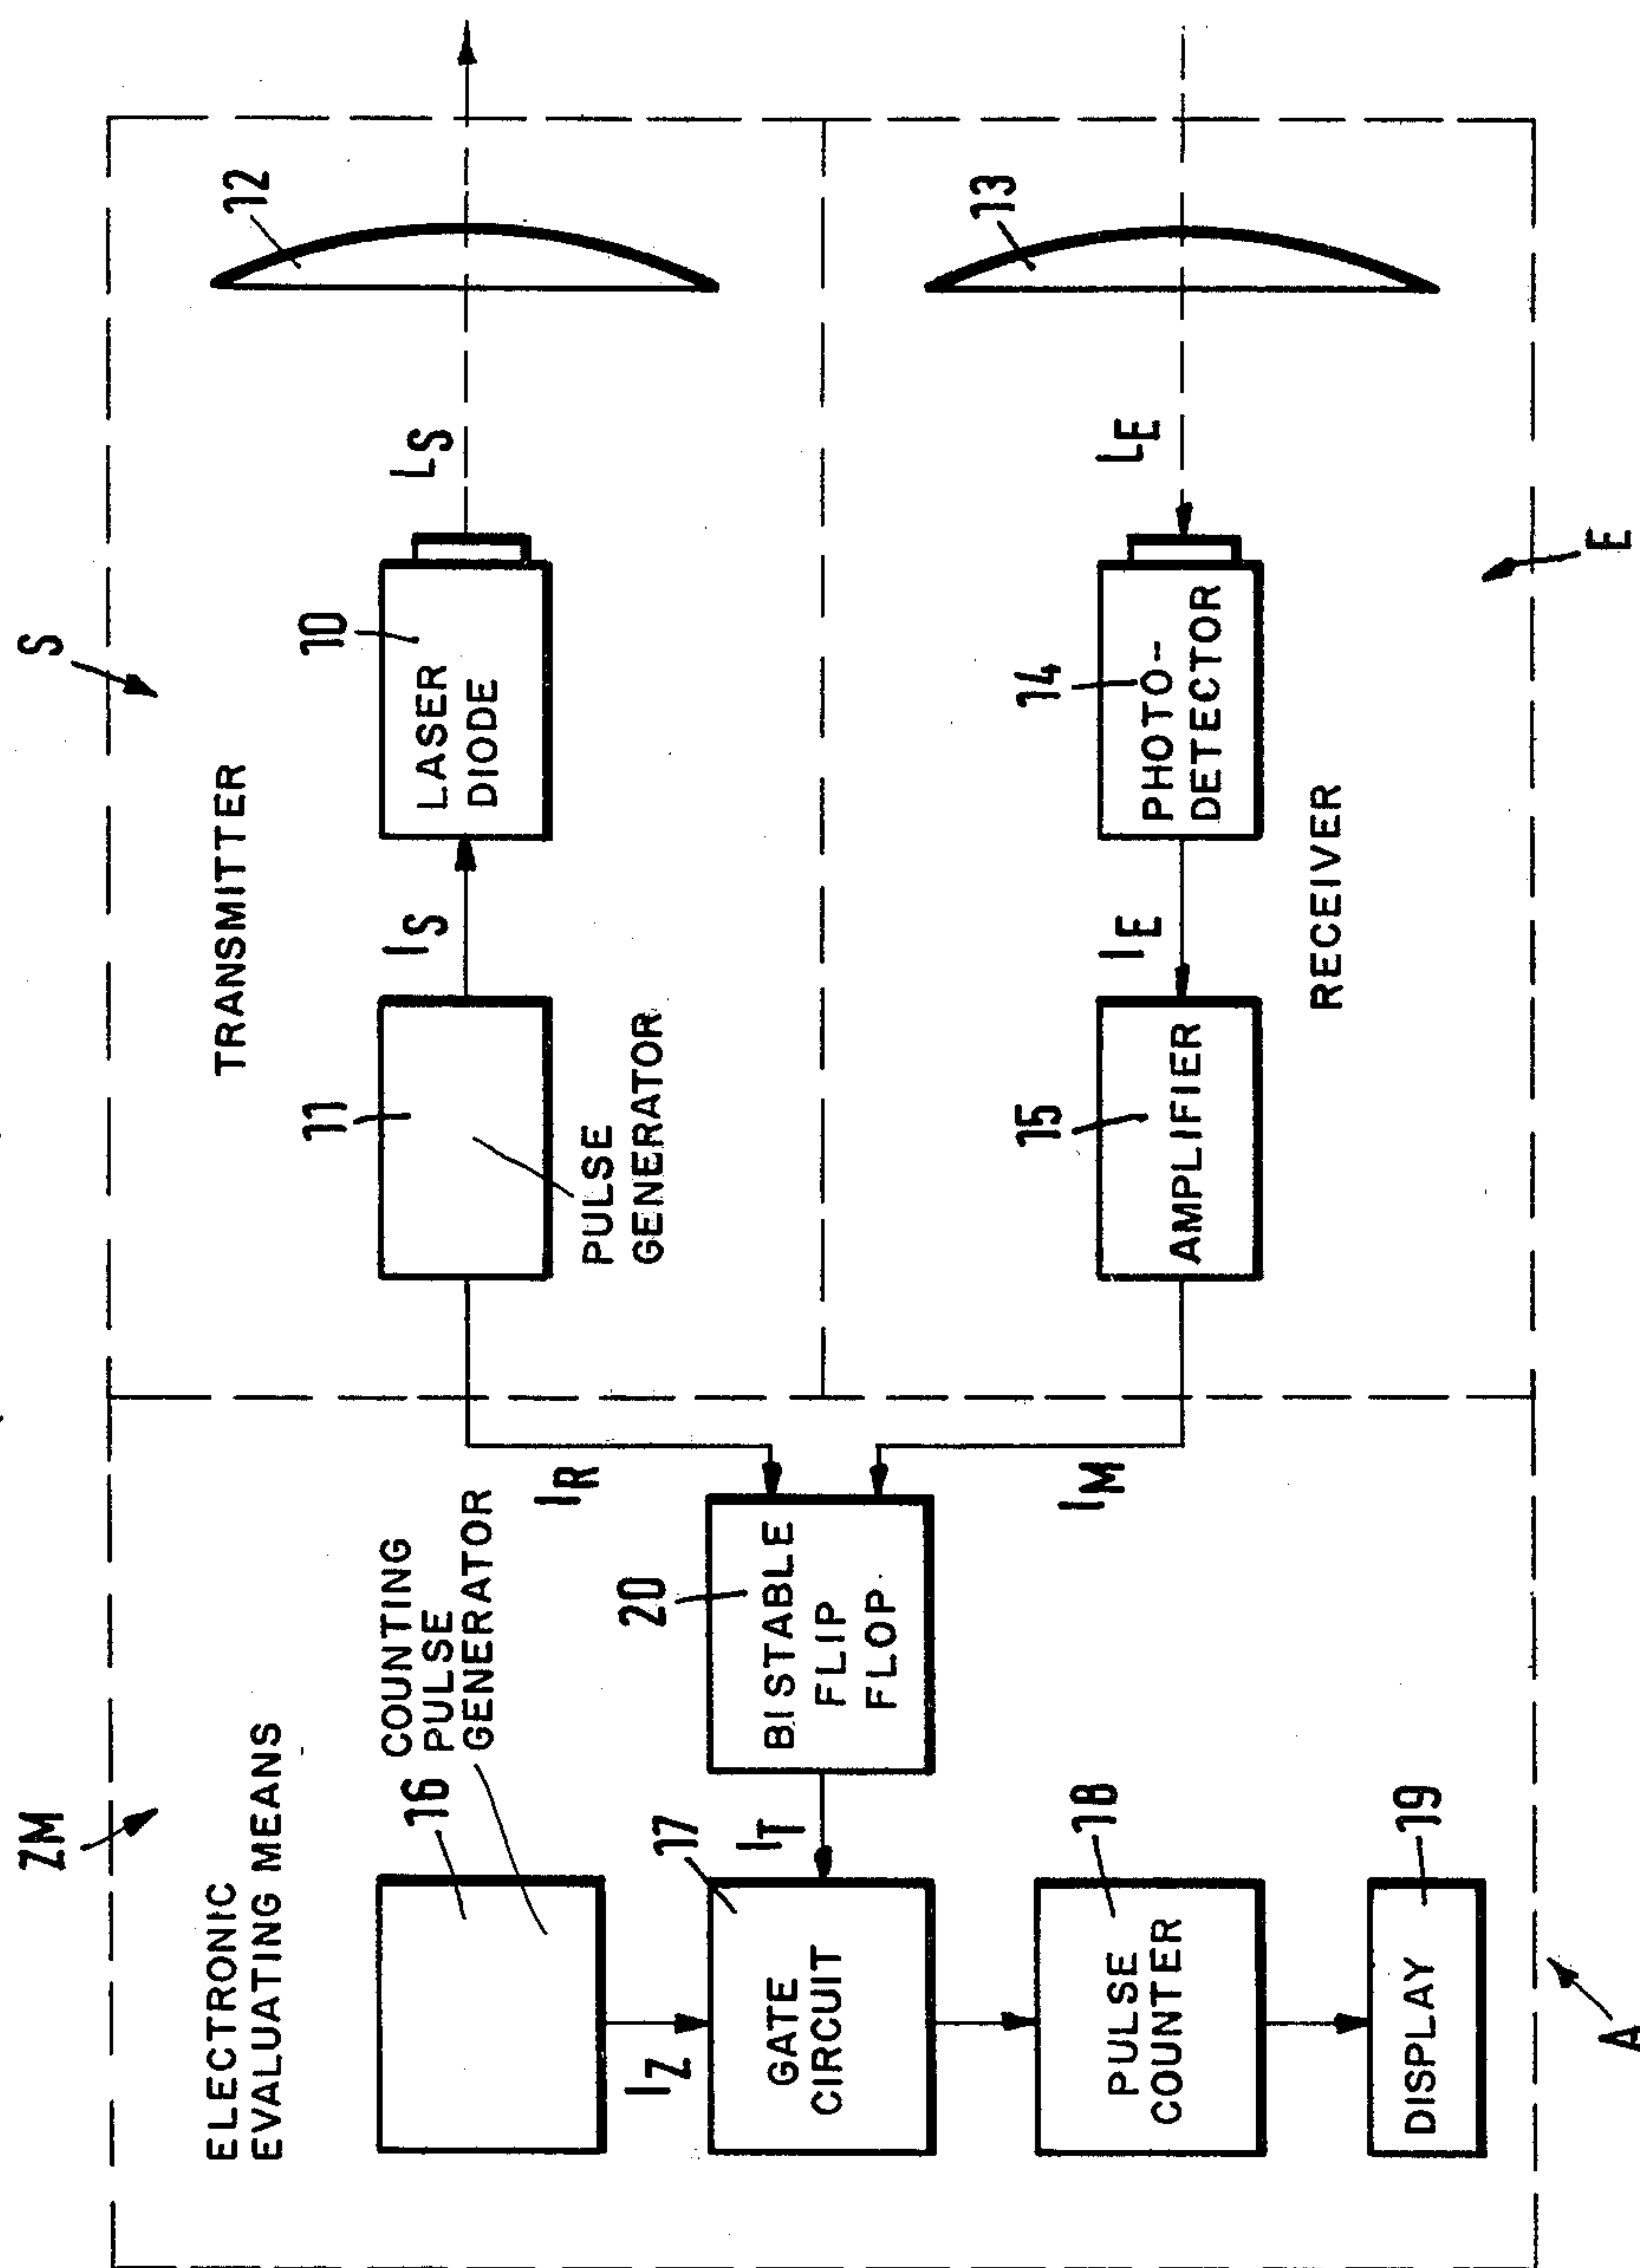 ZM
S
ELECTRONIC
EVALUATING MEANS
TRANSMITTER
COUNTING
PULSE
GENERATOR
16
11
10
12
PULSE
GENERATOR
IS
LS
IZ
17
IT
20
IR
GATE
CIRCUIT
BISTABLE
FLIP
FLOP
LASER
DIODE
IM
18
PULSE
COUNTER
15
AMPLIFIER
IE
14
PHOTO-
DETECTOR
LE
13
RECEIVER
19
DISPLAY
A
E